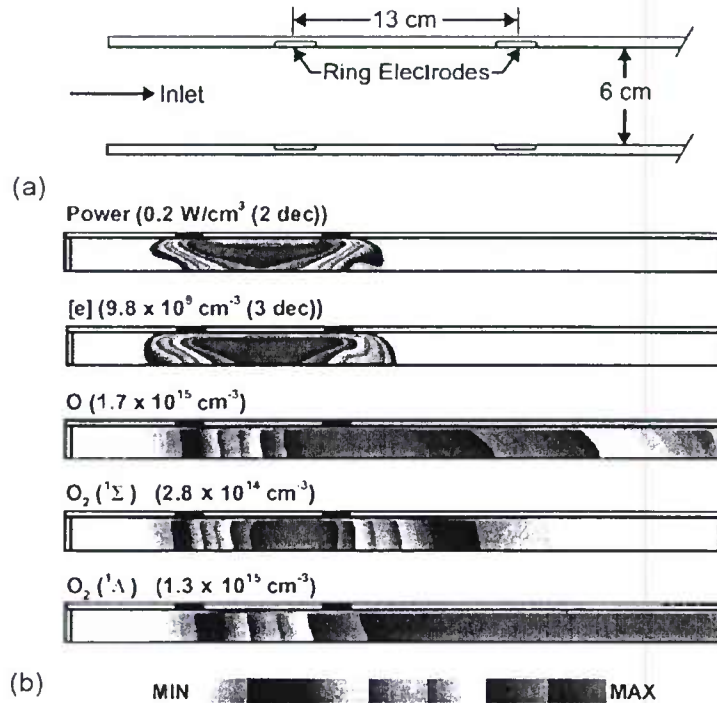 13 cm
Ring Electrodes
Inlet
6 cm
(a)
Power (0.2 W/cm³ (2 dec))
[e] (9.8 x 10⁹ cm⁻³ (3 dec))
O (1.7 x 10¹⁵ cm⁻³)
O₂ (¹Σ) (2.8 x 10¹⁴ cm⁻³)
O₂ (¹Δ) (1.3 x 10¹⁵ cm⁻³)
(b) MIN MAX